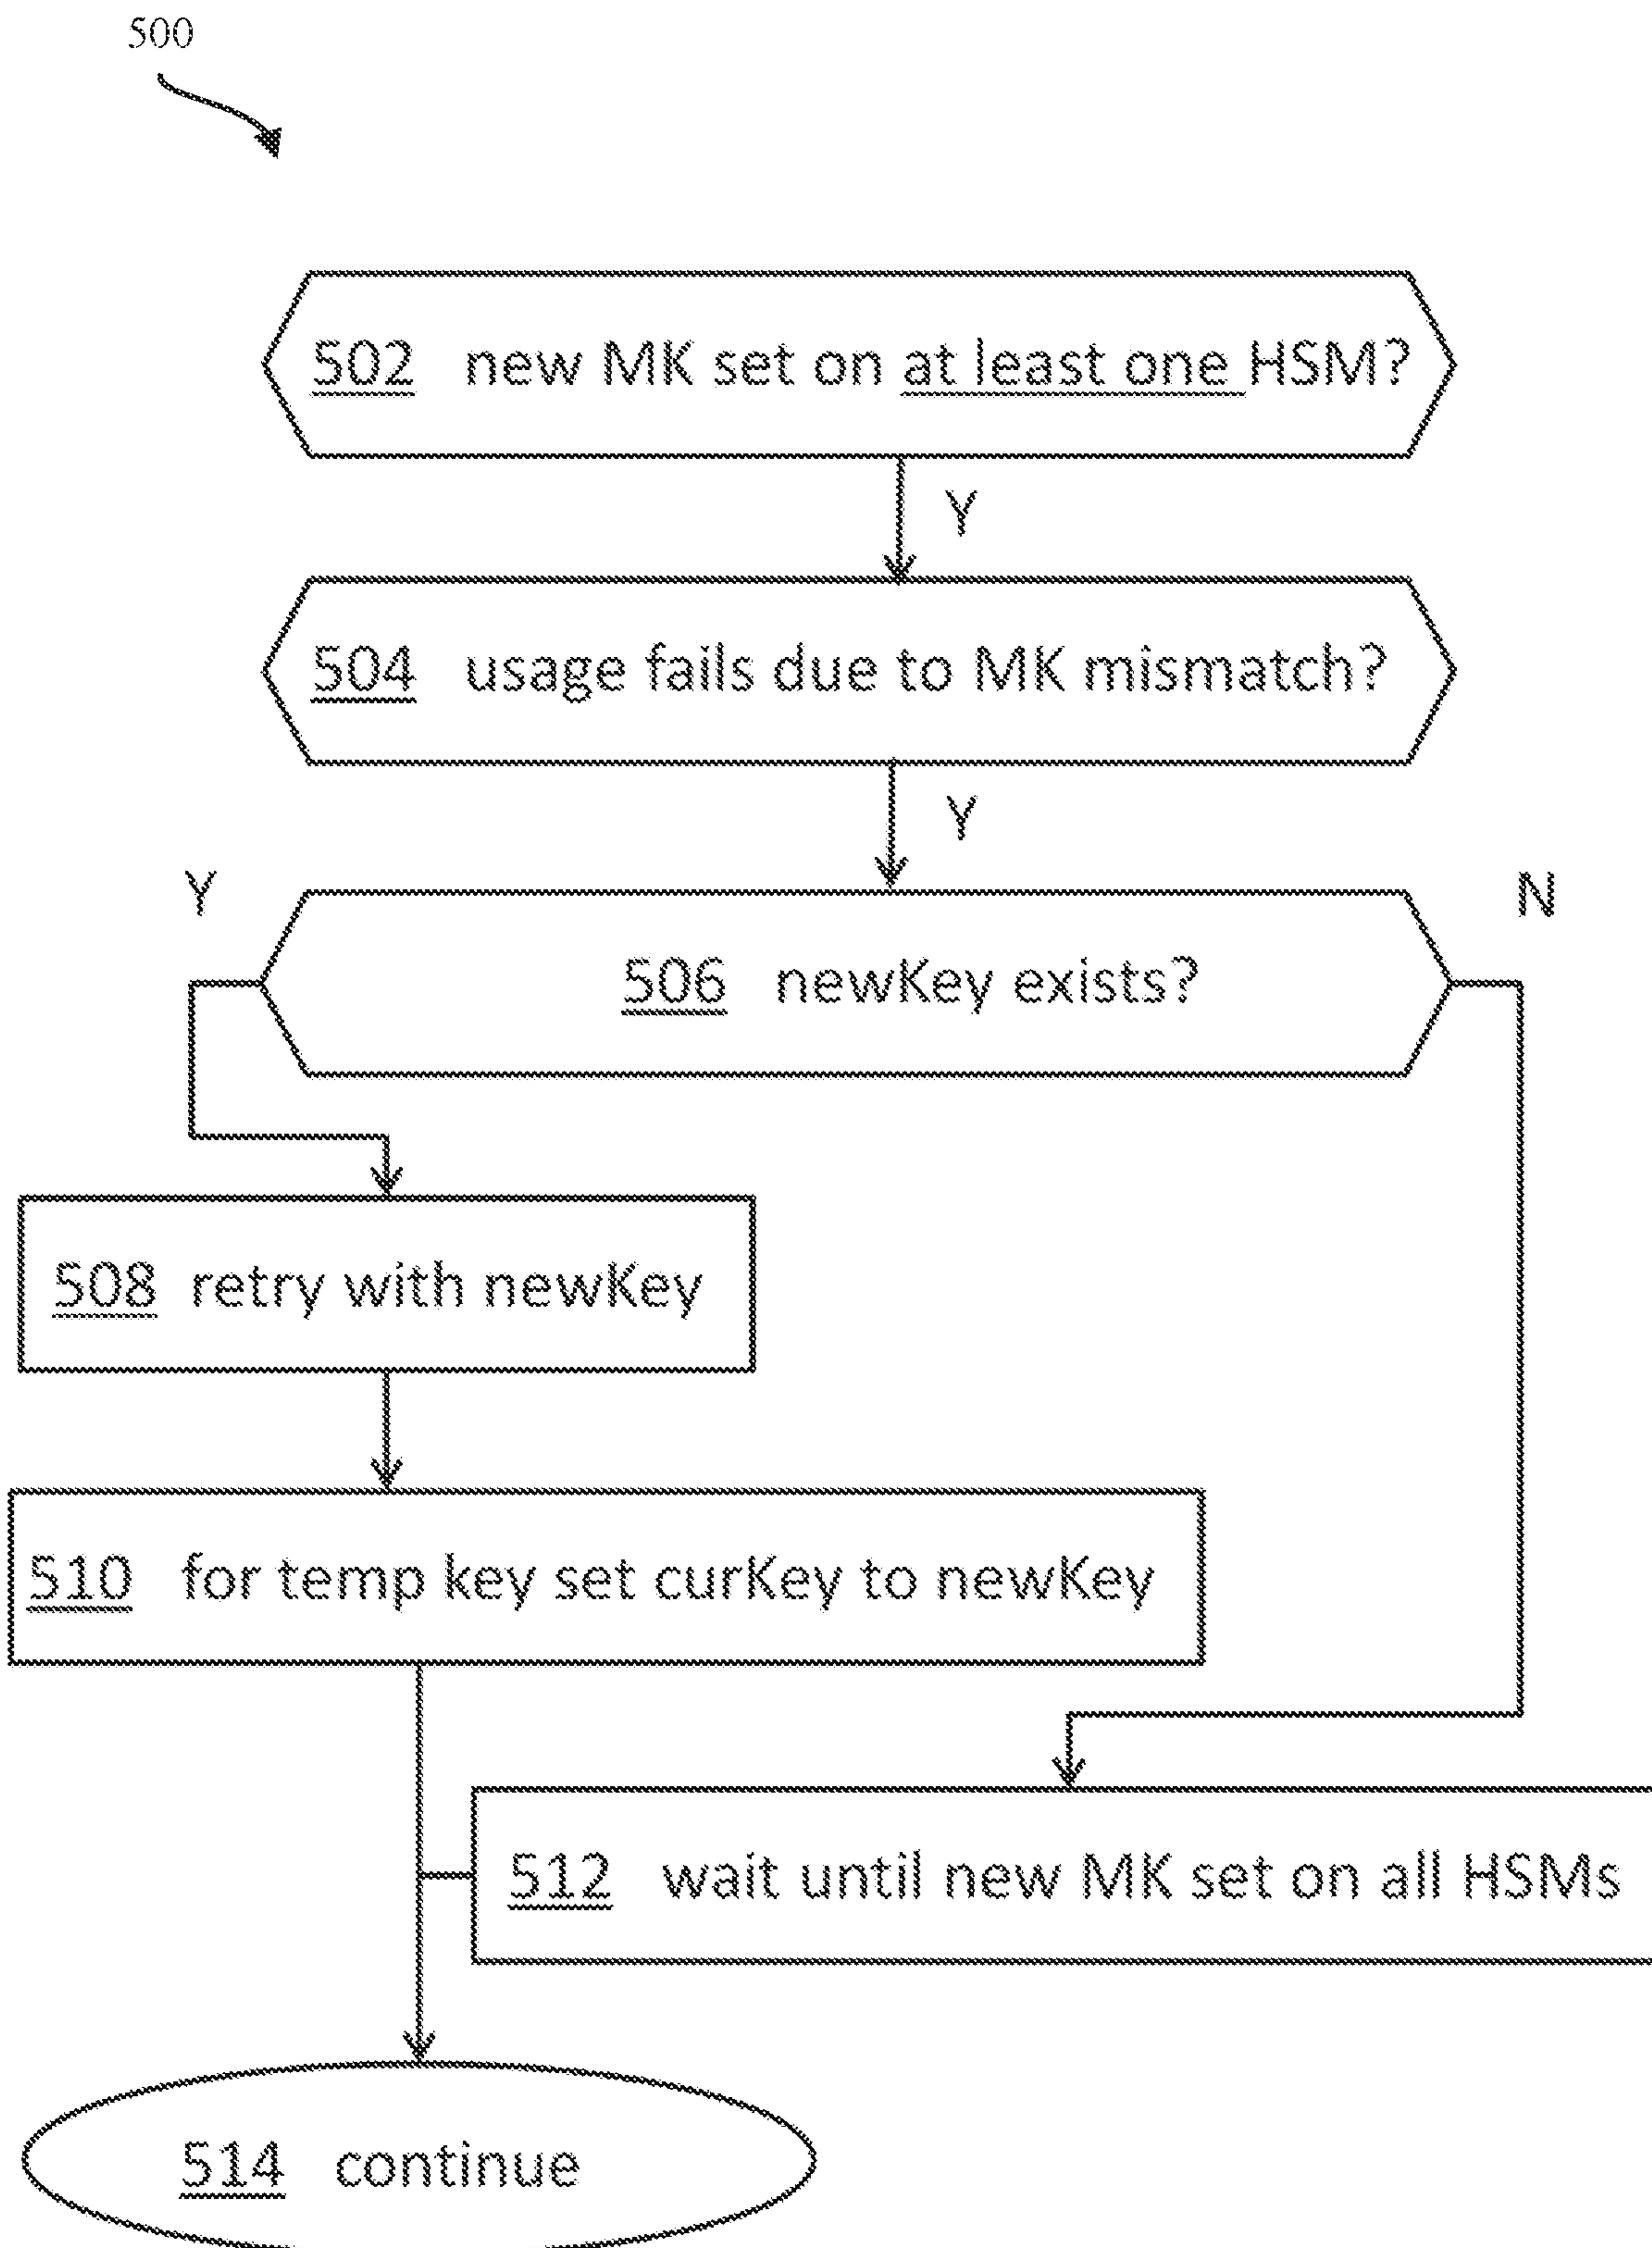 500
502 new MK set on at least one HSM?
Y
504 usage fails due to MK mismatch?
Y
Y
N
506 newKey exists?
508 retry with newKey
510 for temp key set curKey to newKey
512 wait until new MK set on all HSMs
514 continue